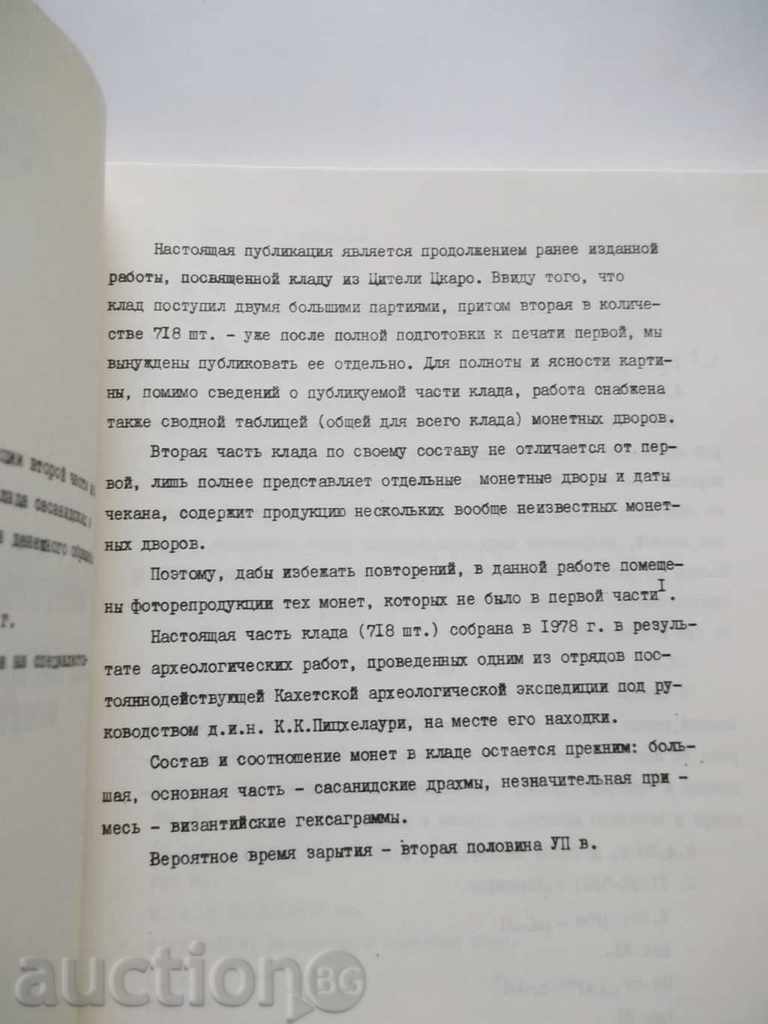 Настоящая публикация является продолжением ранее изданной
работы, посвященной кладу из Цители Цкаро. Ввиду того, что
клад поступил двумя большими партиями, притом вторая в количе-
стве 718 шт. - уже после полной подготовки к печати первой, мы
вынуждены публиковать ее отдельно. Для полноты и ясности карти-
ны, помимо сведений о публикуемой части клада, работа снабжена
также сводной таблицей (общей для всего клада) монетных дворов.
Вторая часть клада по своему составу не отличается от пер-
вой, лишь полнее представляет отдельные монетные дворы и даты
чекана, содержит продукцию нескольких вообще неизвестных монет-
ных дворов.
Поэтому, дабы избежать повторений, в данной работе помеще-
ны фоторепродукции тех монет, которых не было в первой части I.
Настоящая часть клада (718 шт.) собрана в 1978 г. в резуль-
тате археологических работ, проведенных одним из отрядов пос-
тояннодействующей Кахетской археологической экспедиции под ру-
ководством д.и.н. К.К.Пицхелаури, на месте его находки.
Состав и соотношение монет в кладе остается прежним: боль-
шая, основная часть - сасанидские драхмы, незначительная при -
месь - византийские гексаграммы.
Вероятное время зарытия - вторая половина УП в.
второй части
денежного
г.
на
auction BG